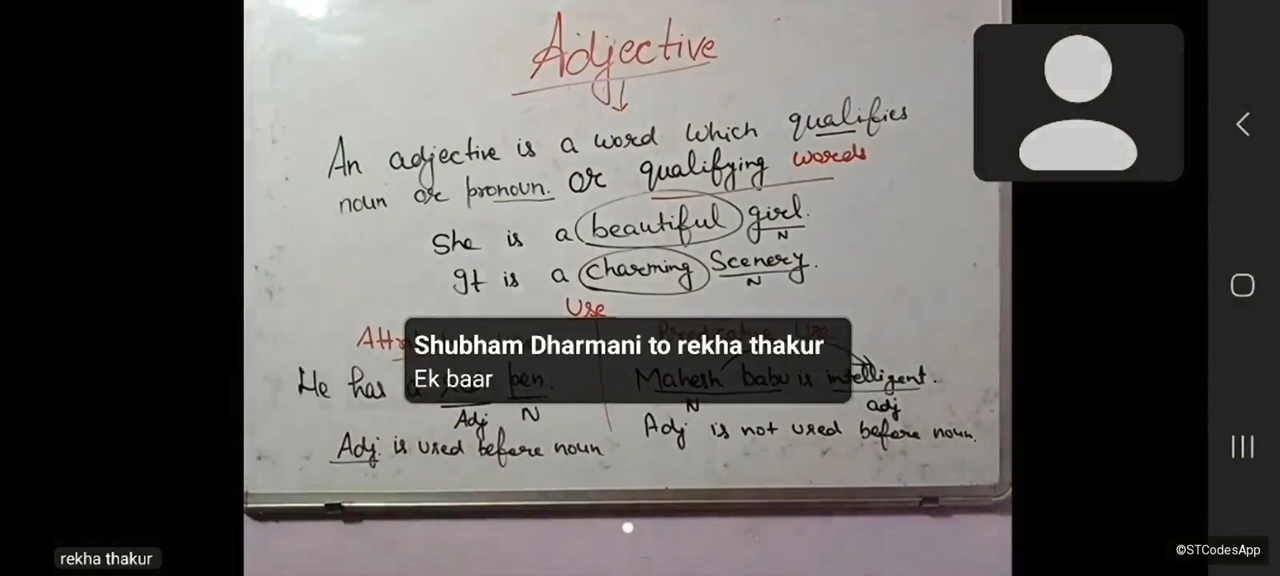 Adjective
An adjective is a word which qualifies
noun or pronoun. or qualifying words
She is a beautiful girl.
N
It is a charming Scenery.
N
Use
Shubham Dharmani to rekha thakur
Ek baar
He has a pen.
Adj N
Adj. is used before noun
Mahesh babu is intelligent.
N adj
Adj is not used before noun.
rekha thakur
©STCodesApp